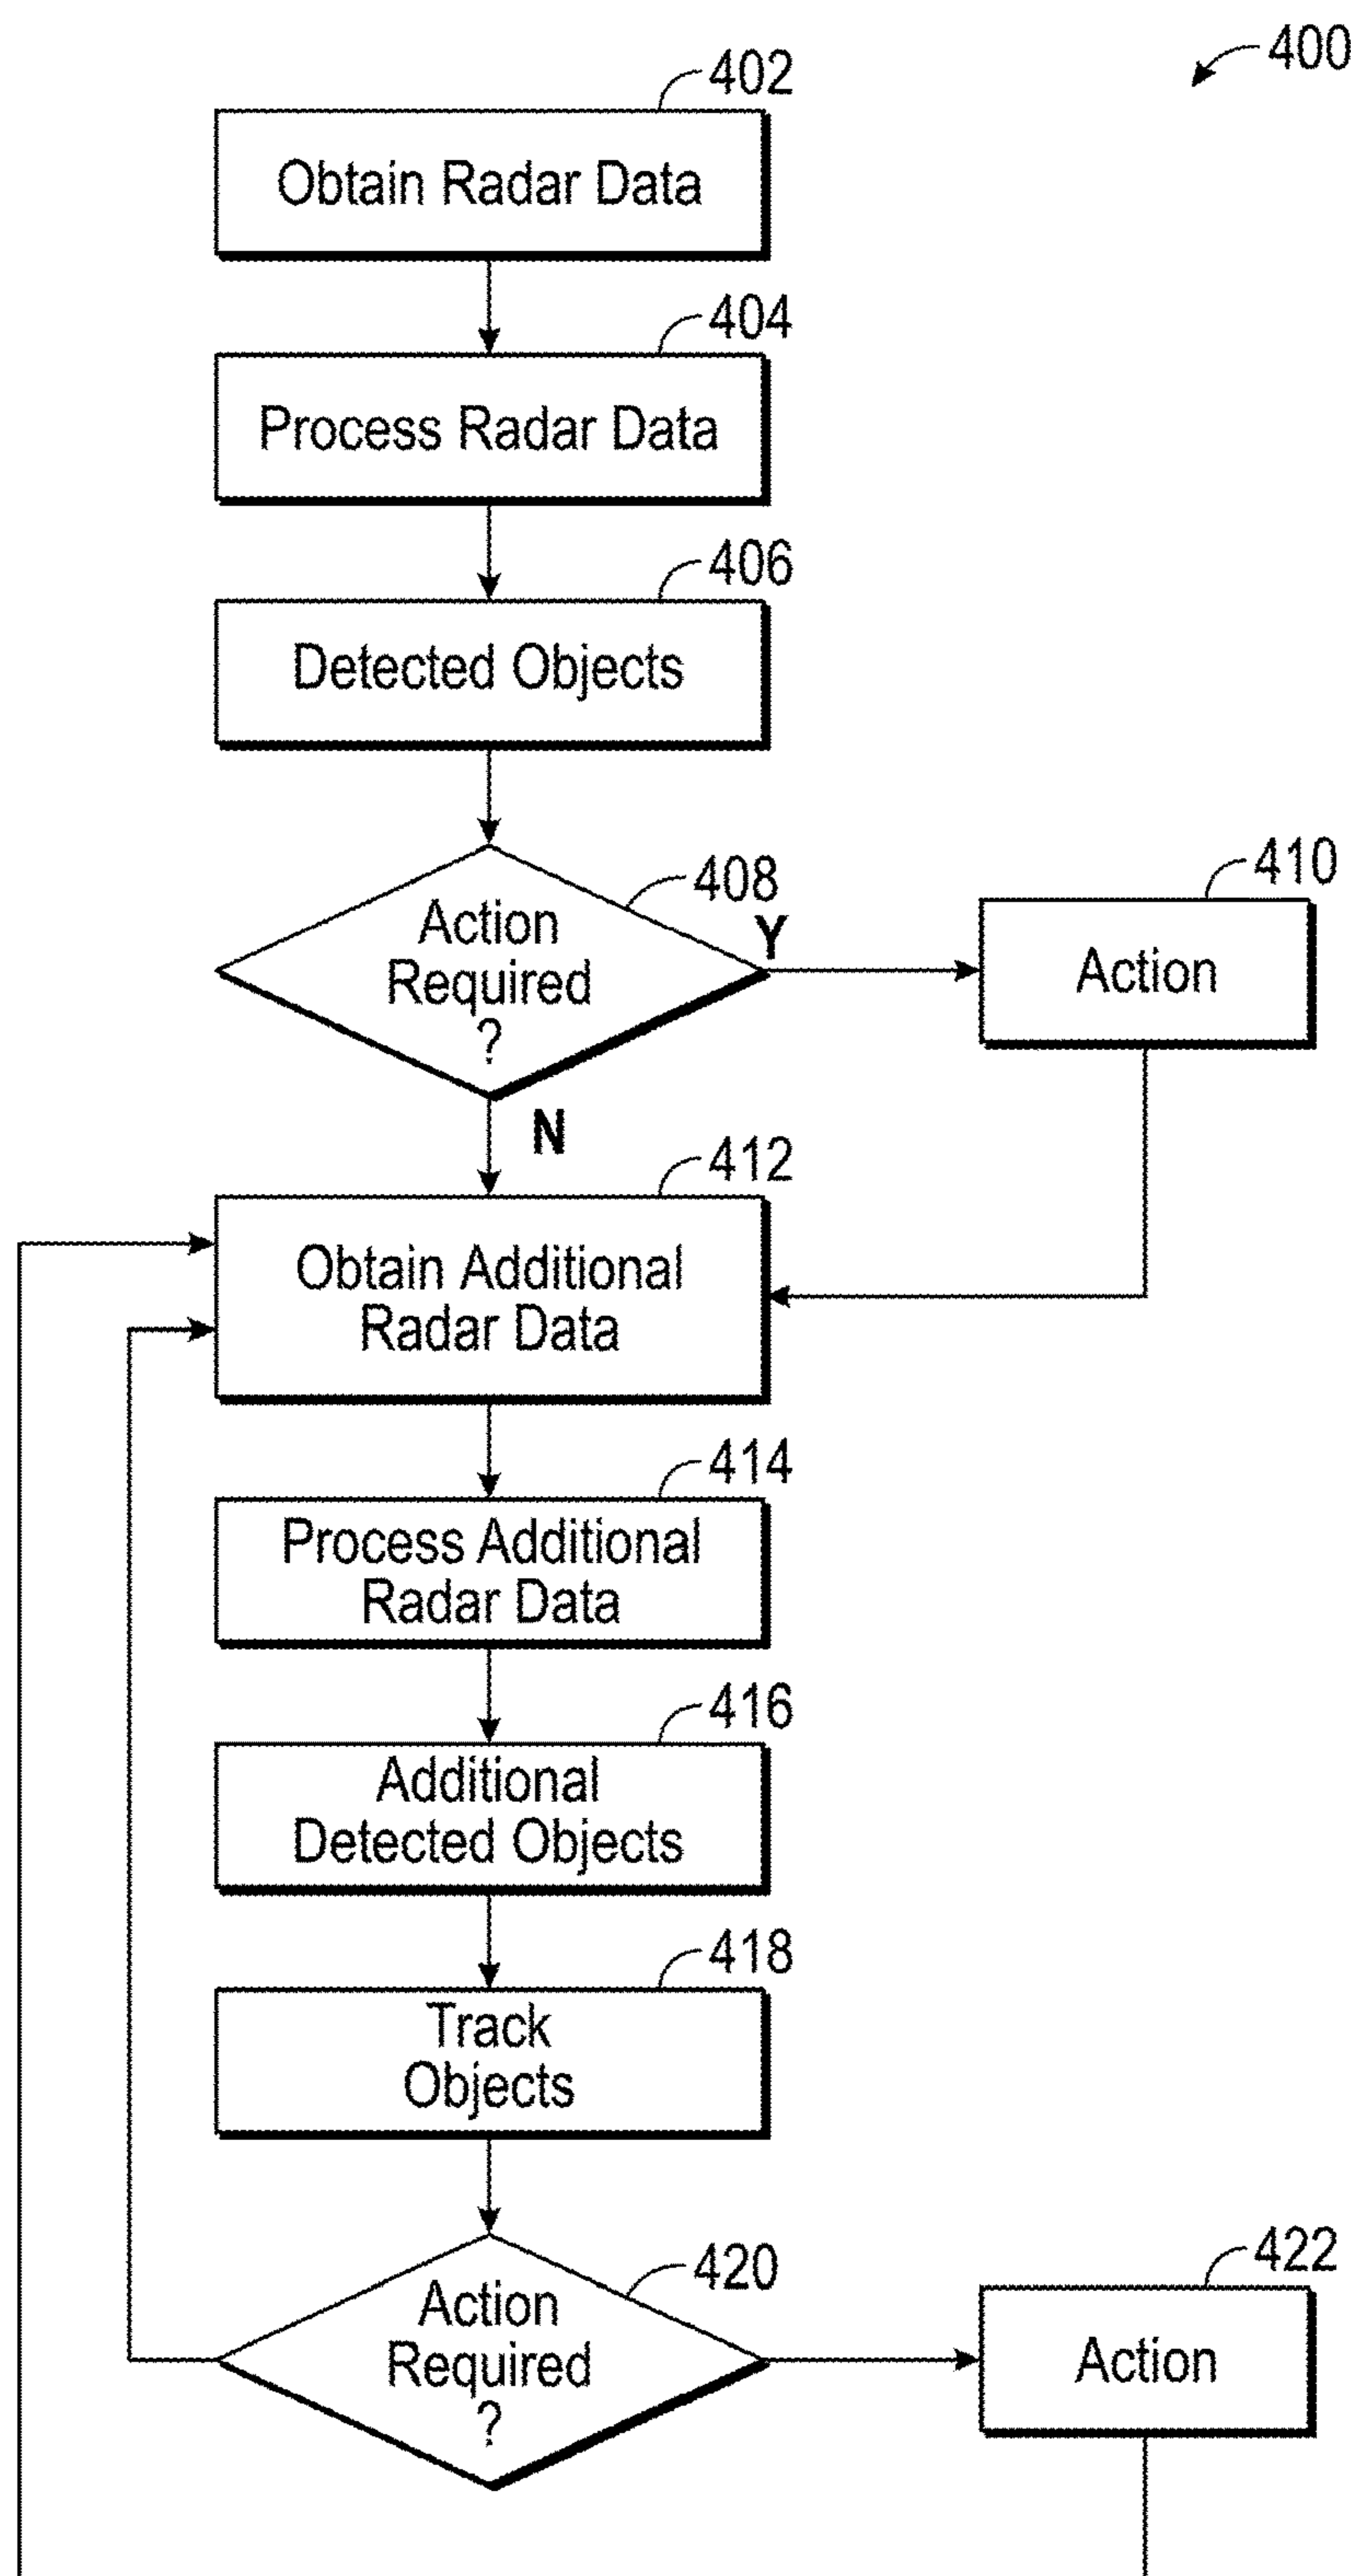 400
402
Obtain Radar Data
404
Process Radar Data
406
Detected Objects
408
Action
Required
?
Y
410
Action
N
412
Obtain Additional
Radar Data
414
Process Additional
Radar Data
416
Additional
Detected Objects
418
Track
Objects
420
Action
Required
?
422
Action